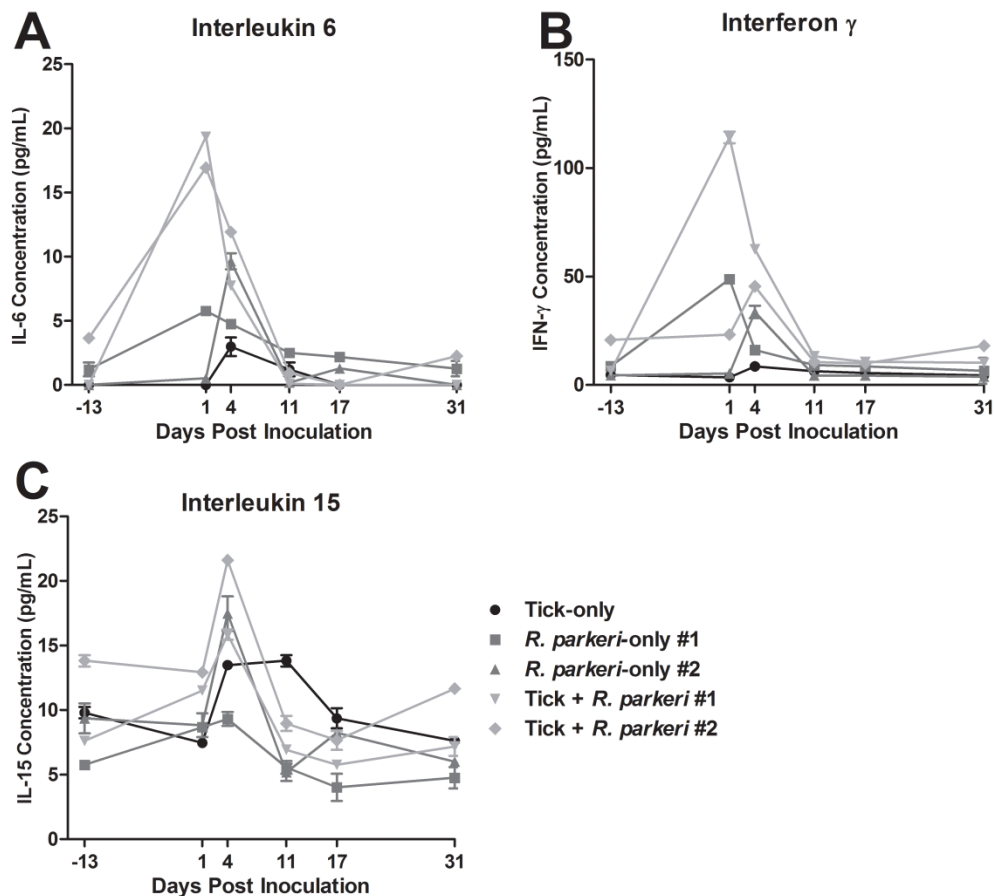 A
Interleukin 6
IL-6 Concentration (pg/mL)
25
20
15
10
5
0
-13 1 4 11 17 31
Days Post Inoculation
B
Interferon γ
IFN-γ Concentration (pg/mL)
150
100
50
0
-13 1 4 11 17 31
Days Post Inoculation
C
Interleukin 15
IL-15 Concentration (pg/mL)
25
20
15
10
5
0
-13 1 4 11 17 31
Days Post Inoculation
Tick-only
R. parkeri-only #1
R. parkeri-only #2
Tick + R. parkeri #1
Tick + R. parkeri #2